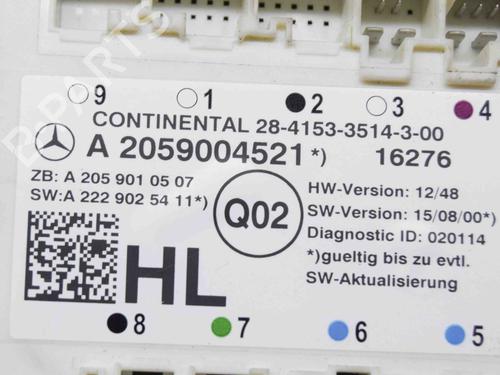 B-PARTS
9 1 2 3 4
CONTINENTAL 28-4153-3514-3-00
A 2059004521*) 16276
ZB: A 205 901 05 07
SW:A 222 902 54 11*)
Q02
HW-Version: 12/48
SW-Version: 15/08/00*)
Diagnostic ID: 020114
*)gueltig bis zu evtl.
SW-Aktualisierung
HL
8 7 6 5